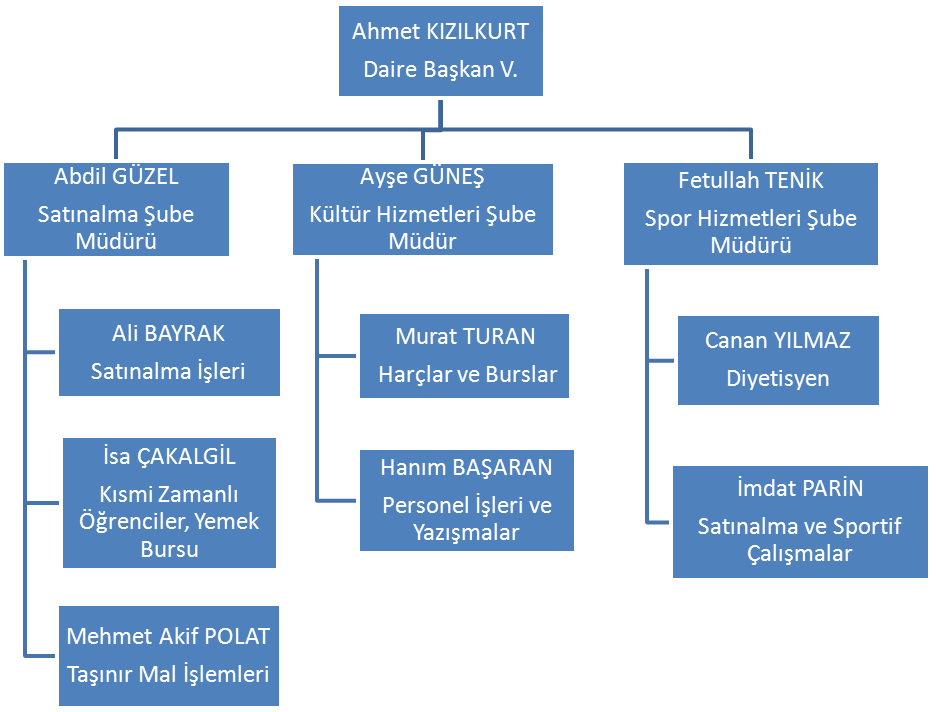 Ahmet KIZILKURT
Daire Başkan V.
Abdil GÜZEL
Satınalma Şube
Müdürü
Ayşe GÜNEŞ
Kültür Hizmetleri Şube
Müdür
Fetullah TENİK
Spor Hizmetleri Şube
Müdürü
Ali BAYRAK
Satınalma İşleri
Murat TURAN
Harçlar ve Burslar
Canan YILMAZ
Diyetisyen
İsa ÇAKALGİL
Kısmi Zamanlı
Öğrenciler, Yemek
Bursu
Hanım BAŞARAN
Personel İşleri ve
Yazışmalar
İmdat PARİN
Satınalma ve Sportif
Çalışmalar
Mehmet Akif POLAT
Taşınır Mal İşlemleri